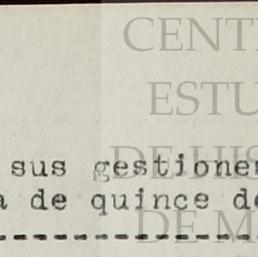 CENT
ESTU
sus gestiones
a de quince de
DE HIS
DE M